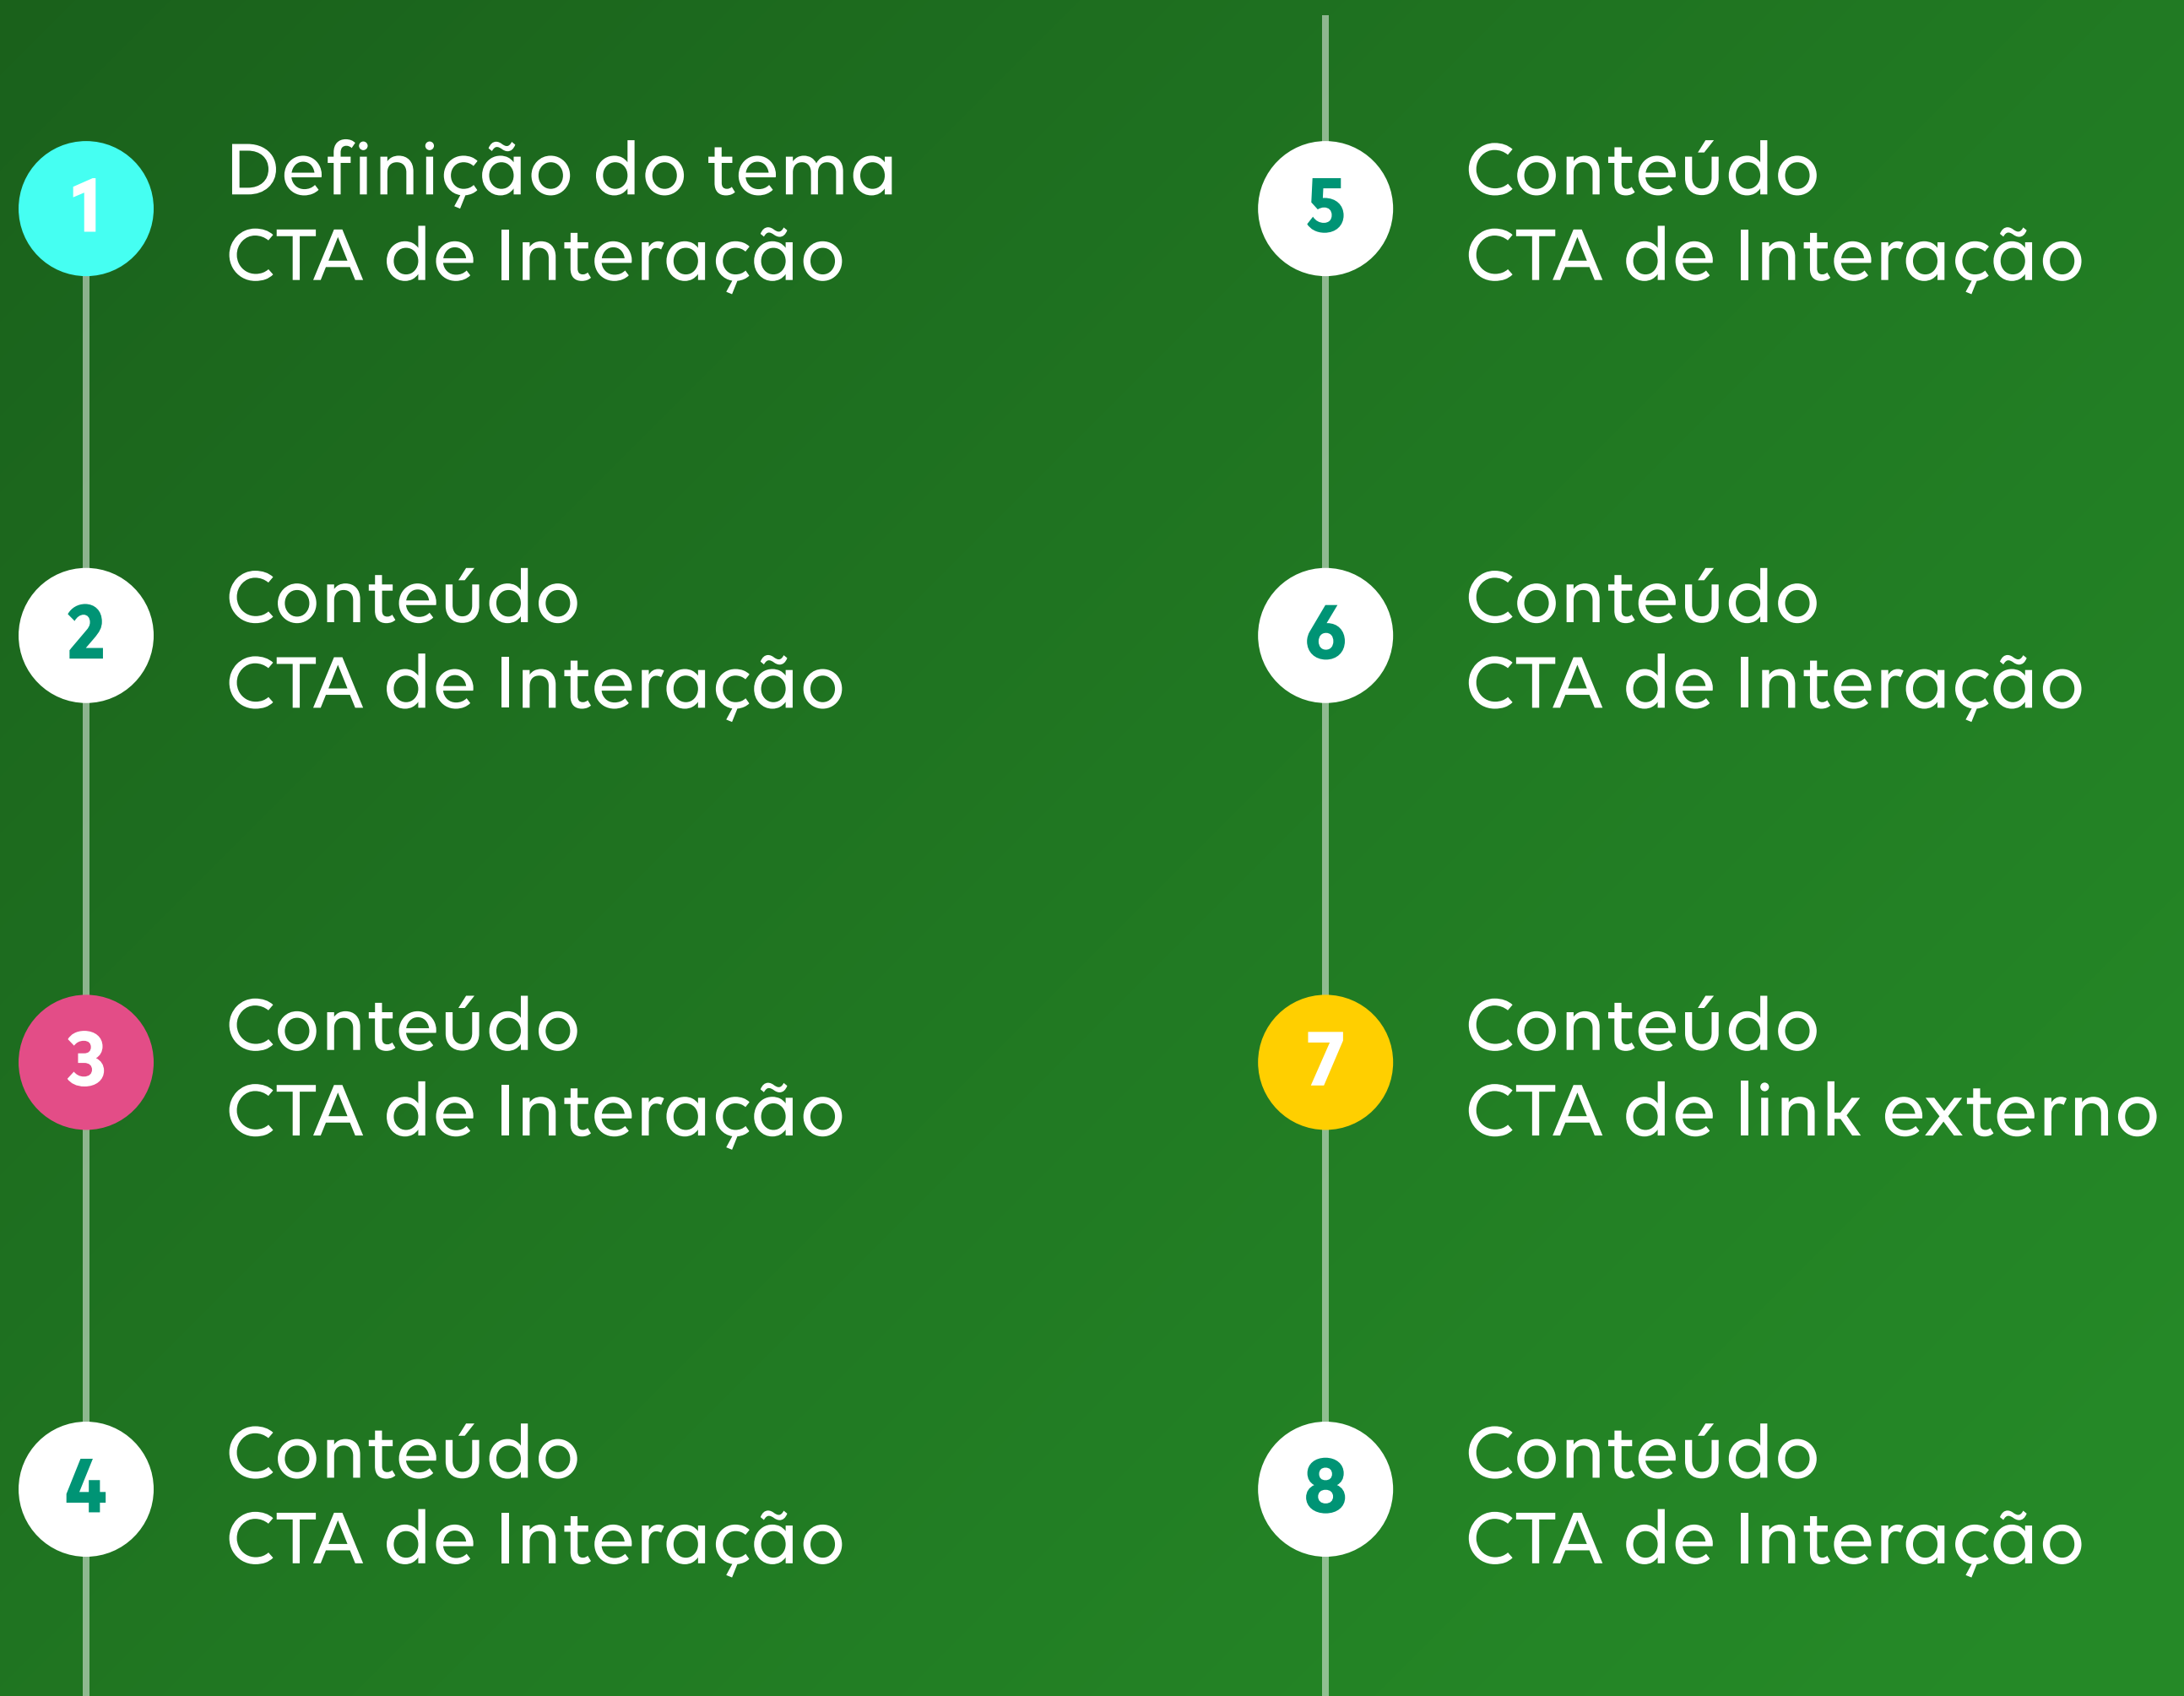 1
Definição do tema
CTA de Interação
2
Conteúdo
CTA de Interação
3
Conteúdo
CTA de Interação
4
Conteúdo
CTA de Interação
5
Conteúdo
CTA de Interação
6
Conteúdo
CTA de Interação
7
Conteúdo
CTA de link externo
8
Conteúdo
CTA de Interação